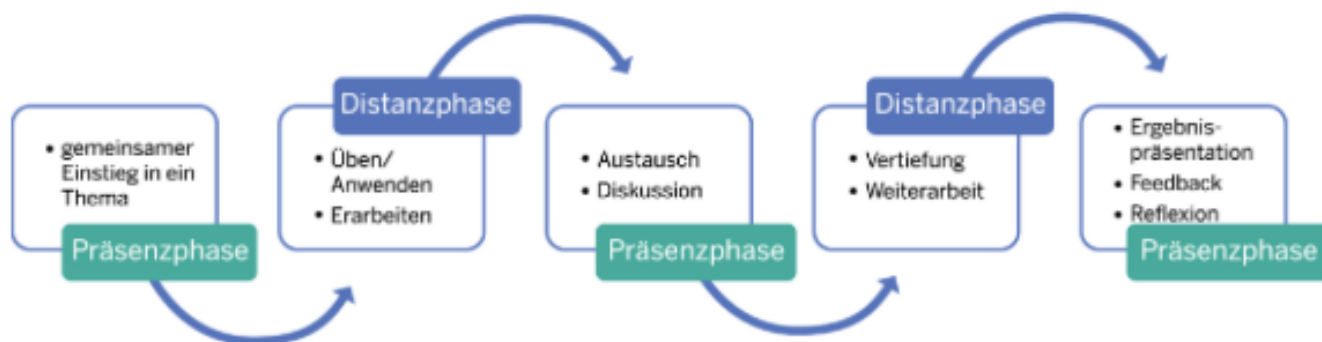 • gemeinsamer
Einstieg in ein
Thema
Präsenzphase
Distanzphase
• Üben/
Anwenden
• Erarbeiten
• Austausch
• Diskussion
Präsenzphase
Distanzphase
• Vertiefung
• Weiterarbeit
• Ergebnis-
präsentation
• Feedback
• Reflexion
Präsenzphase